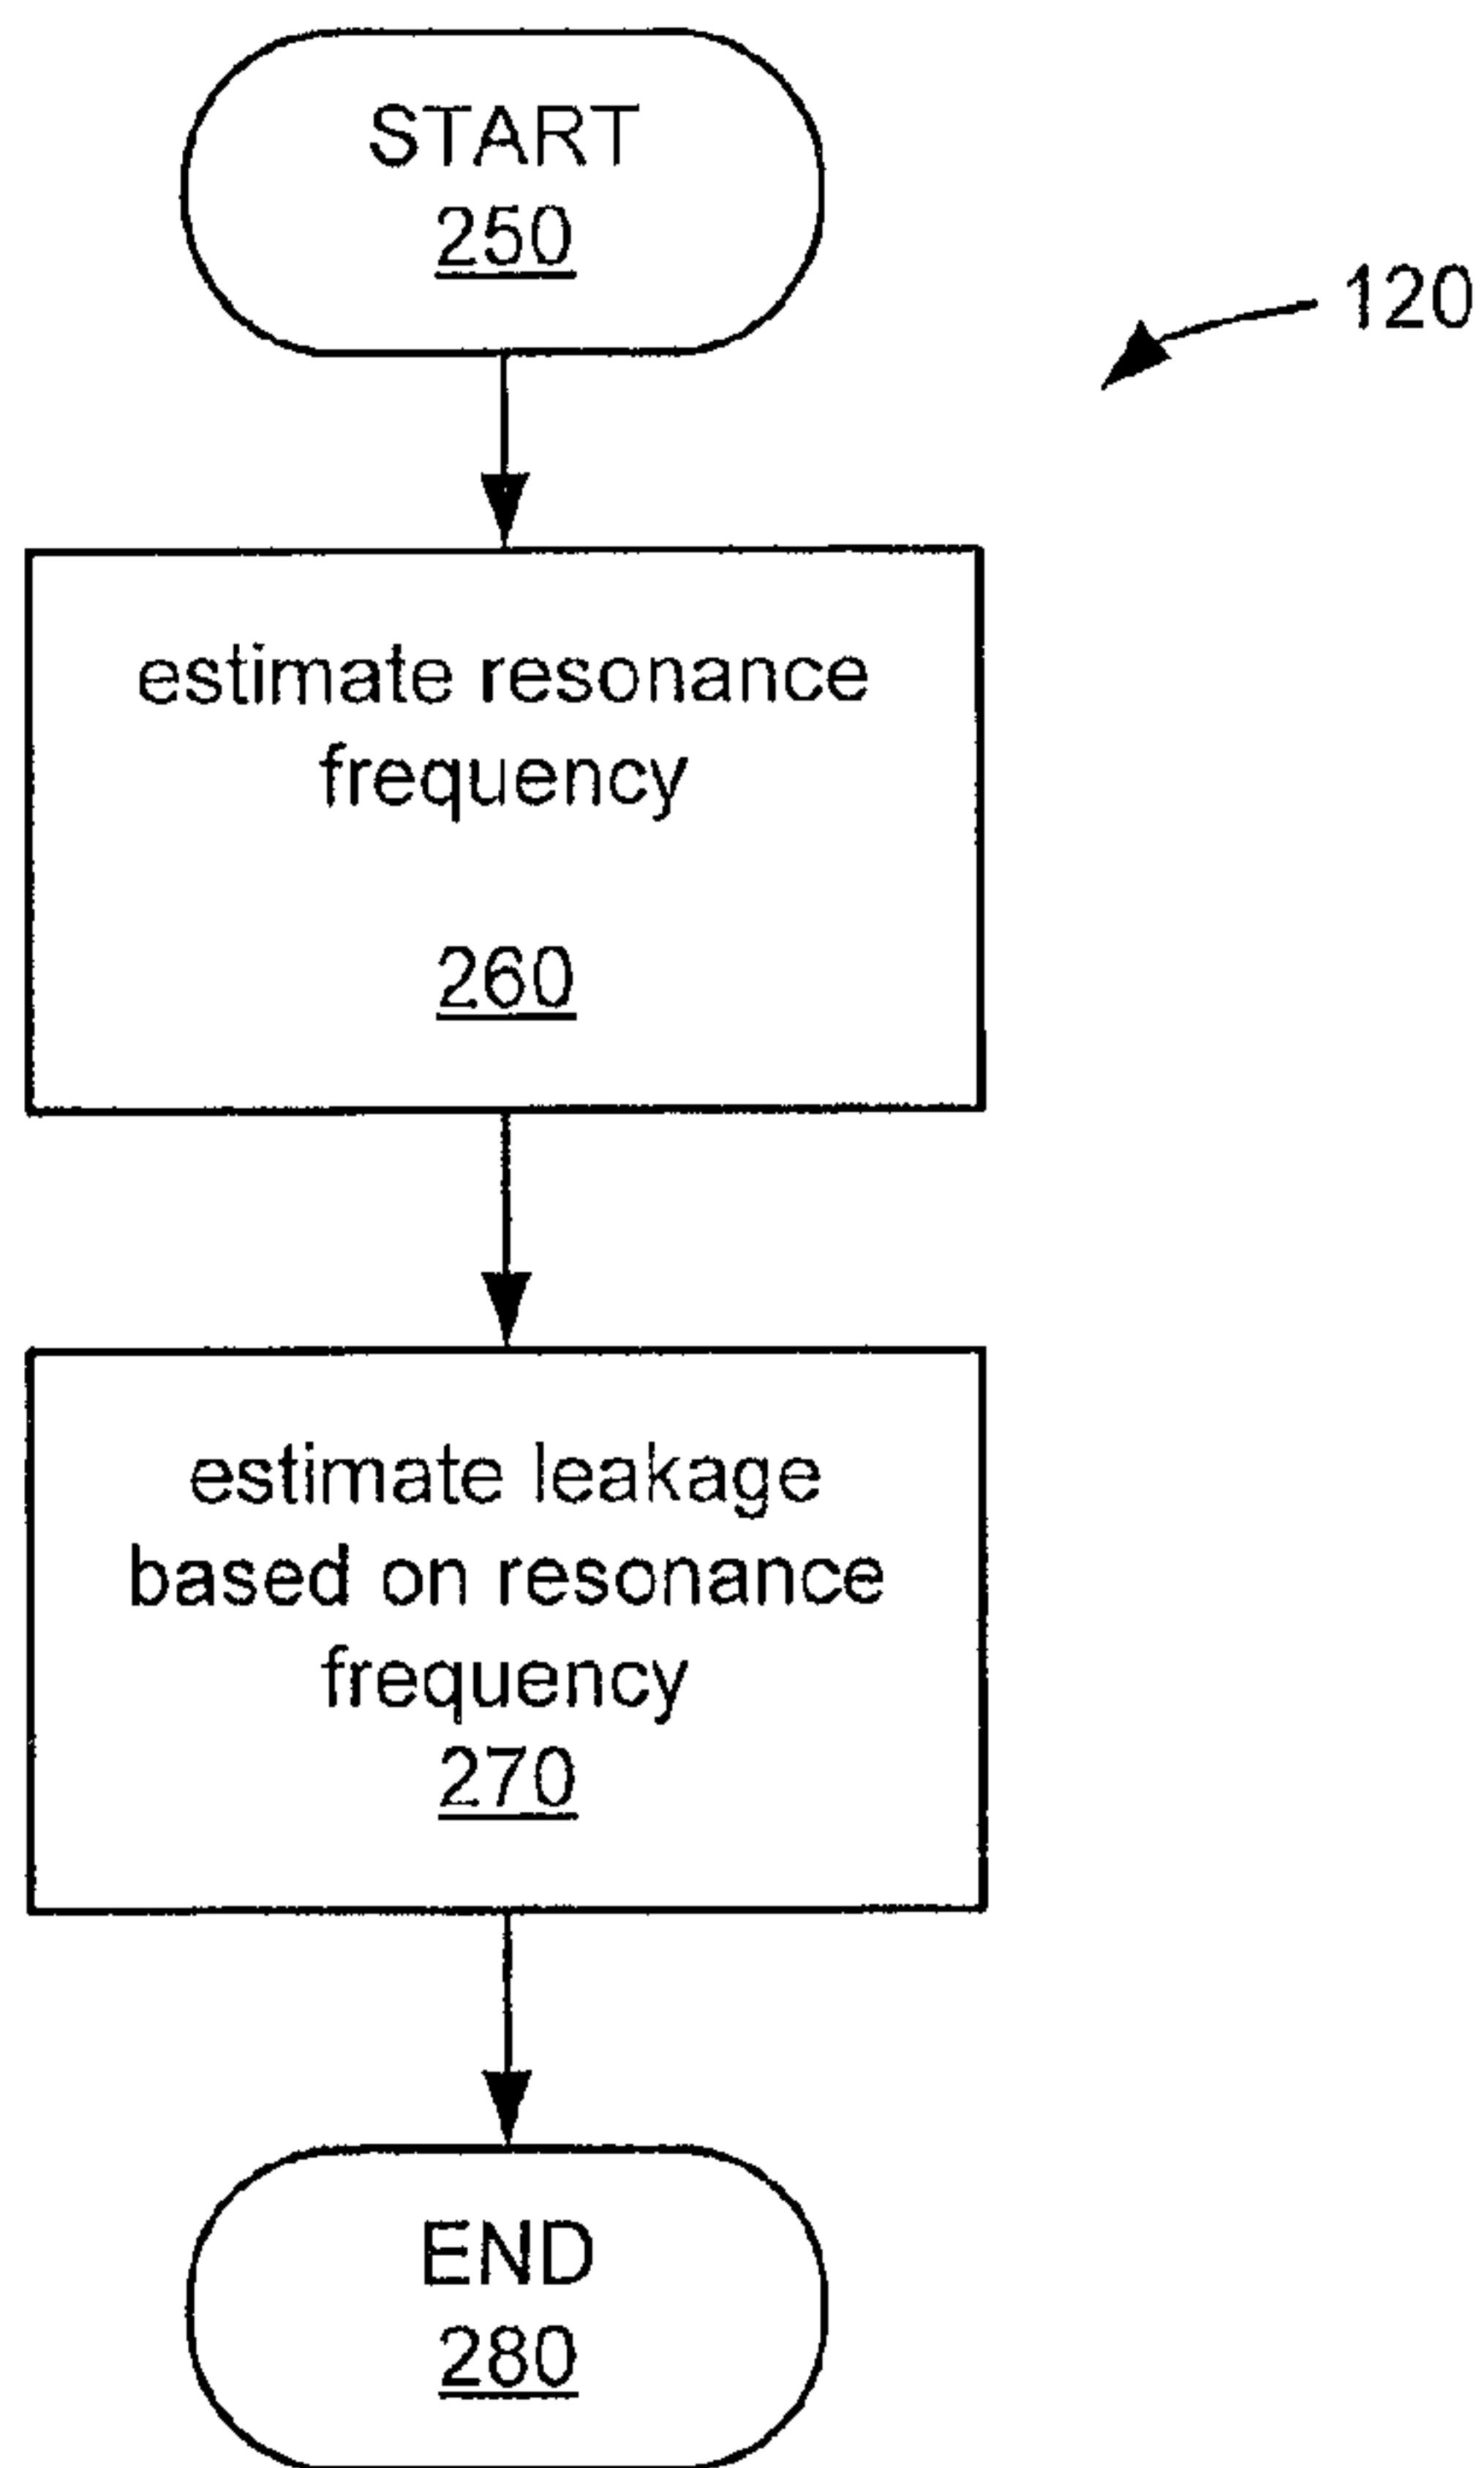 START
250
120
estimate resonance
frequency
260
estimate leakage
based on resonance
frequency
270
END
280